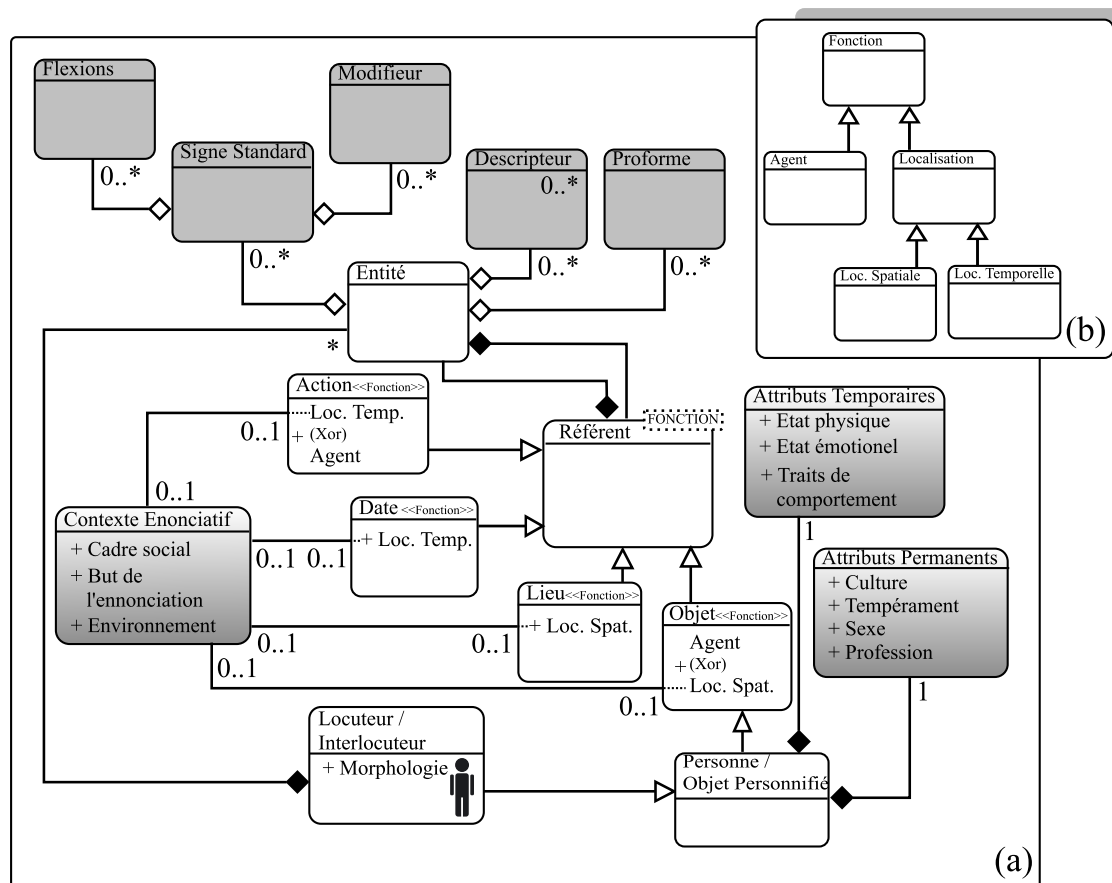 Flexions
0..*
Modifieur
0..*
Signe Standard
0..*
Descripteur
0..*
0..*
Proforme
0..*
Entité
*
Action<<Fonction>>
Loc. Temp.
+ (Xor)
Agent
0..1
0..1
Référent
FONCTION
Attributs Temporaires
+ Etat physique
+ Etat émotionel
+ Traits de
comportement
1
Contexte Enonciatif
+ Cadre social
+ But de
l'ennonciation
+ Environnement
0..1
0..1
Date <<Fonction>>
+ Loc. Temp.
0..1
0..1
Lieu<<Fonction>>
+ Loc. Spat.
0..1
0..1
Objet<<Fonction>>
Agent
+ (Xor)
Loc. Spat.
Attributs Permanents
+ Culture
+ Tempérament
+ Sexe
+ Profession
1
Locuteur /
Interlocuteur
+ Morphologie
Personne /
Objet Personnifié
(a)
Fonction
Agent
Localisation
Loc. Spatiale
Loc. Temporelle
(b)